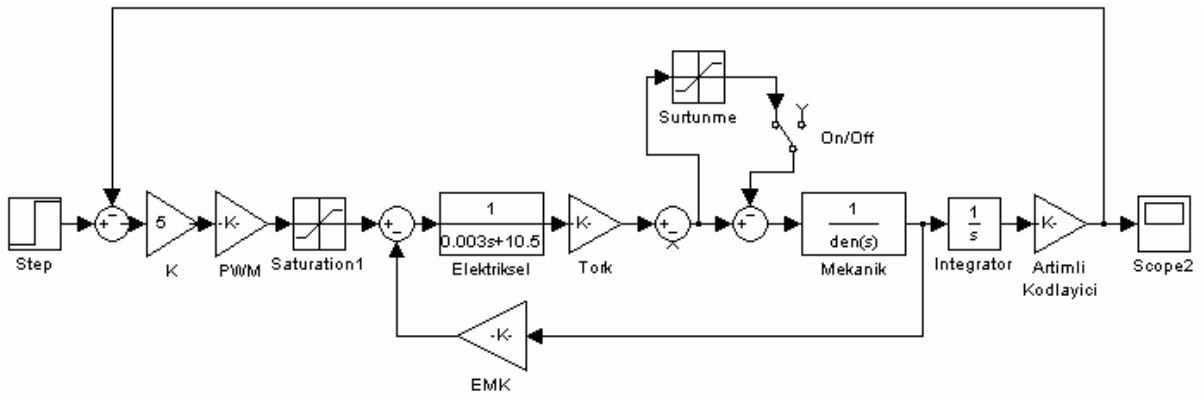 Surtunme
Y
On/Off
Step
5
K
-K-
PWM
Saturation1
1
0.003s+10.5
Elektriksel
K-
Tork
X
1
den(s)
Mekanik
1
s
Integrator
-K-
Artimli
Kodlayici
Scope2
-K-
EMK